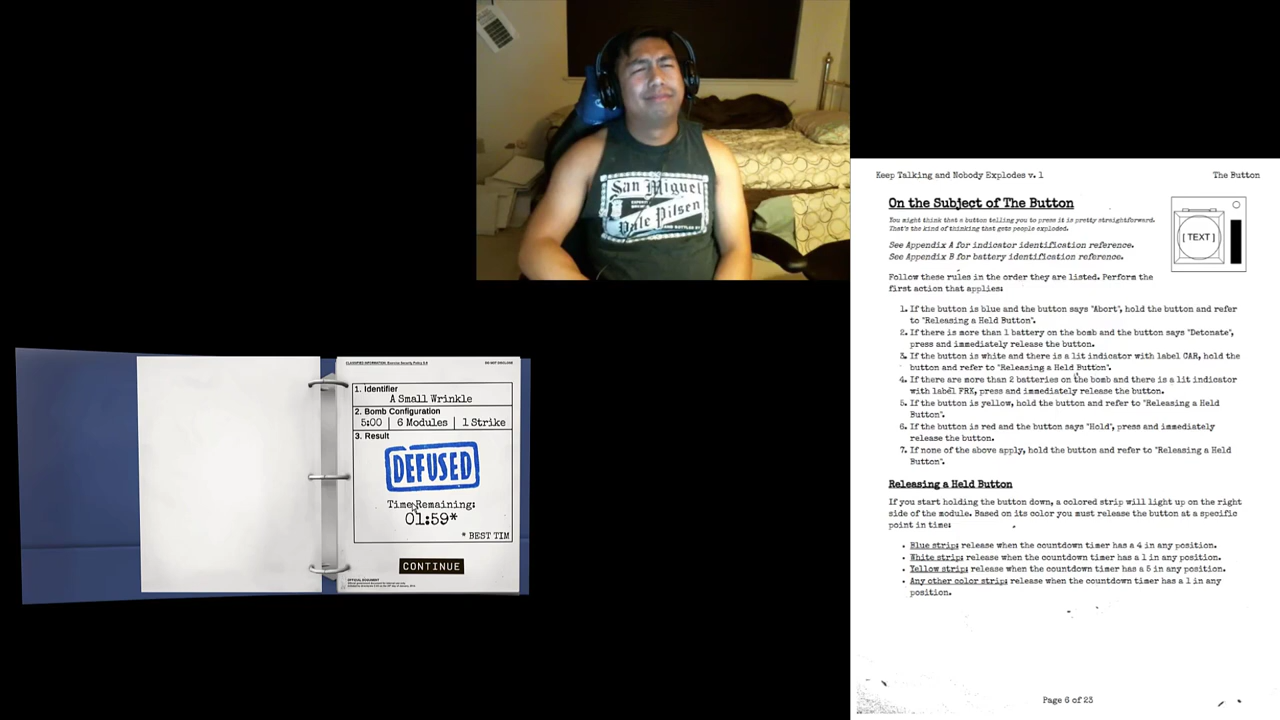 San Miguel
Pale Pilsen
Keep Talking and Nobody Explodes v. 1
The Button
On the Subject of The Button
You might think that a button telling you to press it is pretty straightforward.
That's the kind of thinking that gets people exploded.
[ TEXT ]
See Appendix A for indicator identification reference.
See Appendix B for battery identification reference.
Follow these rules in the order they are listed. Perform the
first action that applies:
1. If the button is blue and the button says "Abort", hold the button and refer
to "Releasing a Held Button".
2. If there is more than 1 battery on the bomb and the button says "Detonate",
press and immediately release the button.
3. If the button is white and there is a lit indicator with label CAR, hold the
button and refer to "Releasing a Held Button".
4. If there are more than 2 batteries on the bomb and there is a lit indicator
with label FRK, press and immediately release the button.
5. If the button is yellow, hold the button and refer to "Releasing a Held
Button".
6. If the button is red and the button says "Hold", press and immediately
release the button.
7. If none of the above apply, hold the button and refer to "Releasing a Held
Button".
Releasing a Held Button
If you start holding the button down, a colored strip will light up on the right
side of the module. Based on its color you must release the button at a specific
point in time:
• Blue strip: release when the countdown timer has a 4 in any position.
• White strip: release when the countdown timer has a 1 in any position.
• Yellow strip: release when the countdown timer has a 5 in any position.
• Any other color strip: release when the countdown timer has a 1 in any
position.
Page 6 of 23
1. Identifier
A Small Wrinkle
2. Bomb Configuration
5:00 | 6 Modules | 1 Strike
3. Result
DEFUSED
Time Remaining:
01:59*
* BEST TIM
CONTINUE